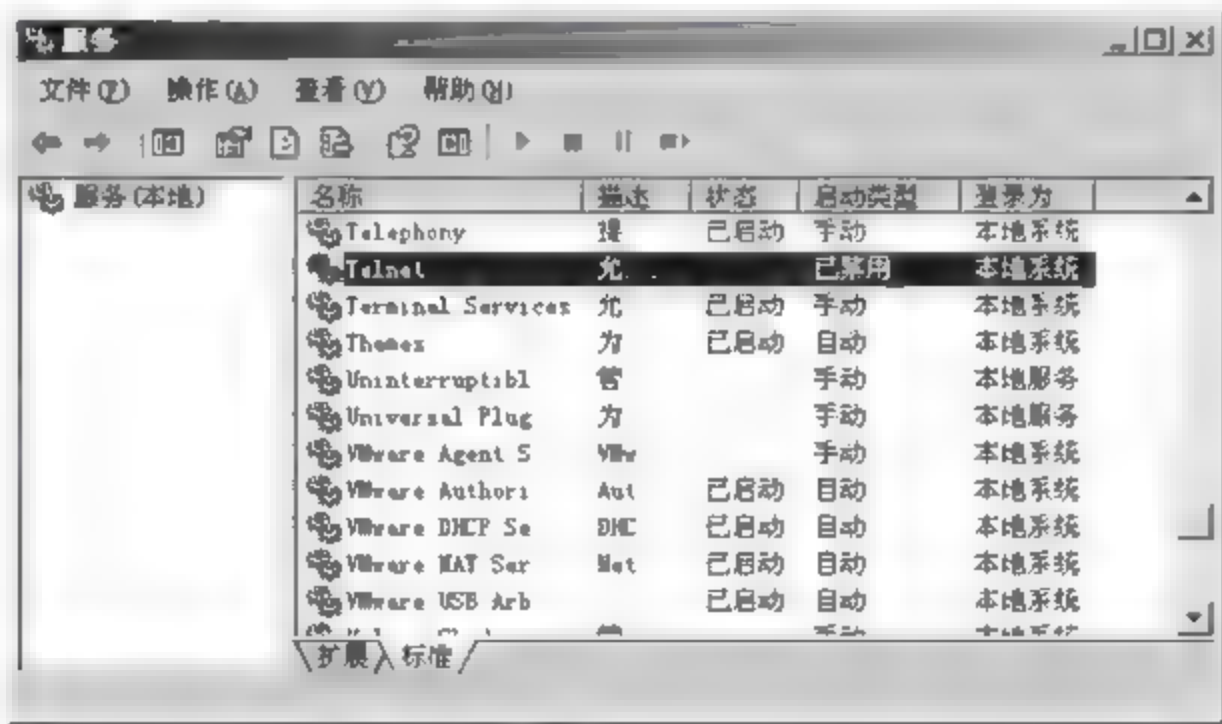 服务
文件(F) 操作(A) 查看(V) 帮助(H)
服务(本地)
名称 描述 状态 启动类型 登录为
Telephony 提 已启动 手动 本地系统
Telnet 允... 已禁用 本地系统
Terminal Services 允 已启动 手动 本地系统
Themes 为 已启动 自动 本地系统
Uninterruptibl 管 手动 本地服务
Universal Plug 为 手动 本地服务
VMware Agent S VMw 手动 本地系统
VMware Authori Aut 已启动 自动 本地系统
VMware DHCP Se DHC 已启动 自动 本地系统
VMware NAT Ser Net 已启动 自动 本地系统
VMware USB Arb 已启动 自动 本地系统
扩展 标准